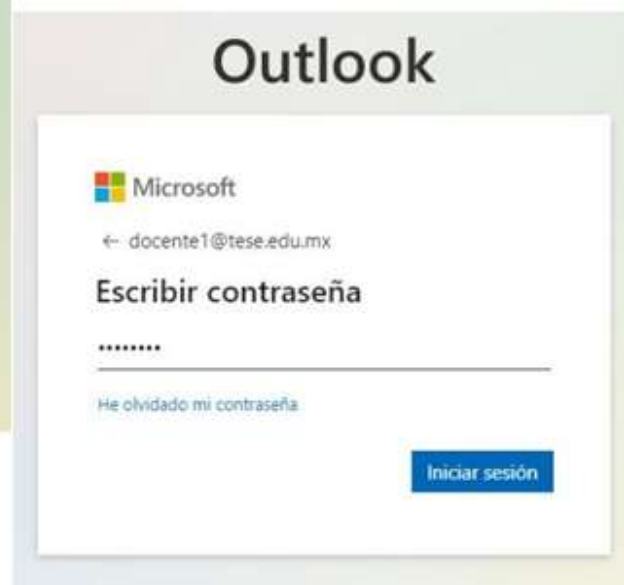 Outlook
Microsoft
← docente1@tese.edu.mx
Escribir contraseña
••••••••
He olvidado mi contraseña
Iniciar sesión